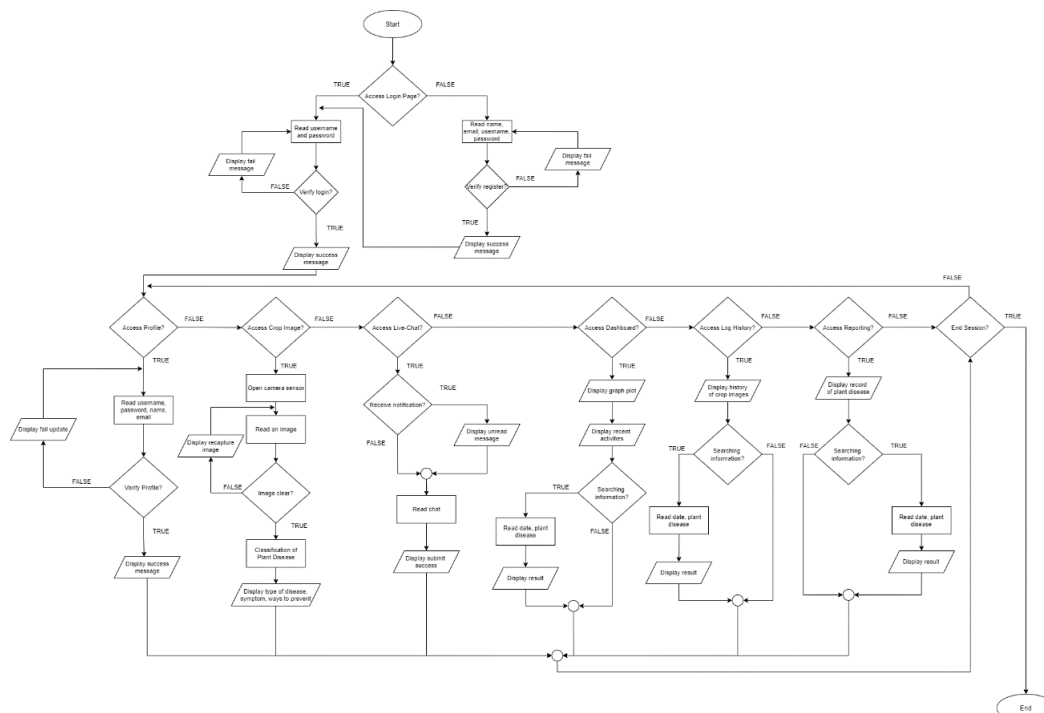 Start
TRUE
FALSE
Access Login Page?
Read username
and password
Read name,
email, username,
password
Display fail
message
Display fail
message
FALSE
Verify login?
Verify register?
FALSE
TRUE
TRUE
Display success
message
Display success
message
FALSE
Access Profile?
FALSE
Access Crop Image?
FALSE
Access Live-Chat?
FALSE
Access Dashboard?
FALSE
Access Log History?
FALSE
Access Reporting?
FALSE
End Session?
TRUE
TRUE
TRUE
TRUE
TRUE
TRUE
TRUE
Read username,
password, name,
email
Display fail update
FALSE
Verify Profile?
TRUE
Display success
message
Open camera sensor
Read an image
Display recapture
image
FALSE
Image clear?
TRUE
Classification of
Plant Disease
Display type of disease,
symptom, ways to prevent
Receive notification?
TRUE
FALSE
Display unread
message
Read chat
Display submit
success
Display graph plot
Display recent
activities
TRUE
Searching
information?
FALSE
Read date, plant
disease
Display result
Display history
of crop images
TRUE
Searching
information?
FALSE
Read date, plant
disease
Display result
Display record
of plant disease
FALSE
Searching
information?
TRUE
Read date, plant
disease
Display result
End